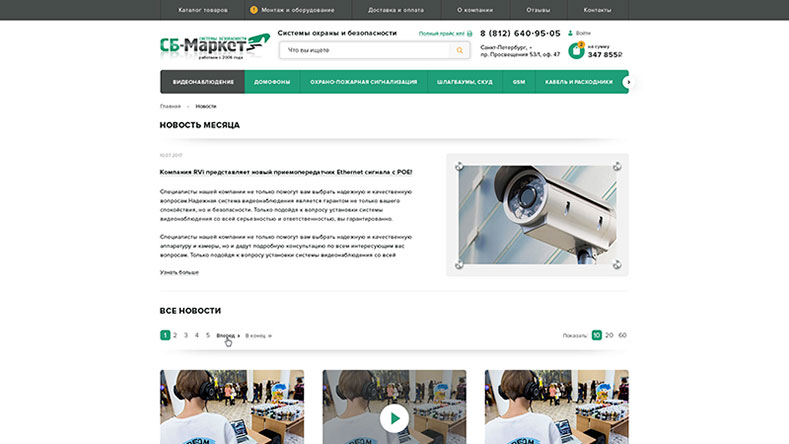 Каталог товаров
Монтаж и оборудование
Доставка и оплата
О компании
Отзывы
Контакты
СИСТЕМЫ БЕЗОПАСНОСТИ
СБ-Маркет
работаем с 2006 года
Системы охраны и безопасности
Полный прайс лист
Что вы ищете
8 (812) 640-95-05
Войти
Санкт-Петербург,
пр. Просвещения 53/1, оф. 47
2
на сумму
347 855₽
ВИДЕОНАБЛЮДЕНИЕ
ДОМОФОНЫ
ОХРАНО-ПОЖАРНАЯ СИГНАЛИЗАЦИЯ
ШЛАГБАУМЫ, СКУД
GSM
КАБЕЛЬ И РАСХОДНИКИ
Главная
Новости
НОВОСТЬ МЕСЯЦА
10.07.2017
Компания RVi представляет новый приемопередатчик Ethernet сигнала с POE!
Специалисты нашей компании не только помогут вам выбрать надежную и качественную
вопросам.Надежная система видеонаблюдения является гарантом не только вашего
спокойствия, но и безопасности. Только подойдя к вопросу установки системы
видеонаблюдения со всей серьезностью и ответственностью, вы гарантированно.
Специалисты нашей компании не только помогут вам выбрать надежную и качественную
аппаратуру и камеры, но и дадут подробную консультацию по всем интересующим вас
вопросам. Только подойдя к вопросу установки системы видеонаблюдения со всей
Узнать больше
ВСЕ НОВОСТИ
1 2 3 4 5 Вперед » В конец »
Показать 10 20 60